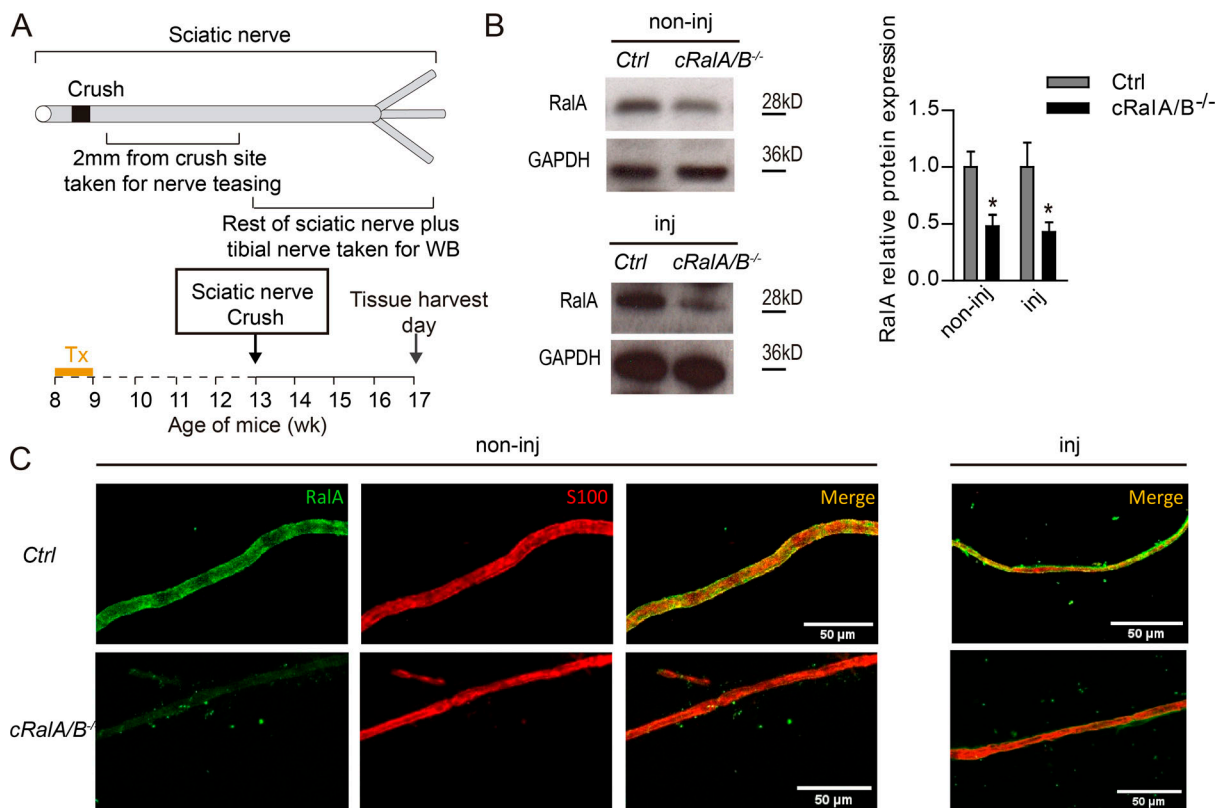 A
Sciatic nerve
Crush
2mm from crush site
taken for nerve teasing
Rest of sciatic nerve plus
tibial nerve taken for WB
Sciatic nerve
Crush
Tissue harvest
day
Tx
8 9 10 11 12 13 14 15 16 17
Age of mice (wk)
B
non-inj
Ctrl cRalA/B-/-
RalA 28kD
GAPDH 36kD
inj
Ctrl cRalA/B-/-
RalA 28kD
GAPDH 36kD
Ctrl
cRalA/B-/-
RalA relative protein expression
1.5
1.0
0.5
0.0
* *
non-inj inj
C
non-inj inj
RalA S100 Merge Merge
Ctrl
50 µm 50 µm
cRalA/B-/
50 µm 50 µm